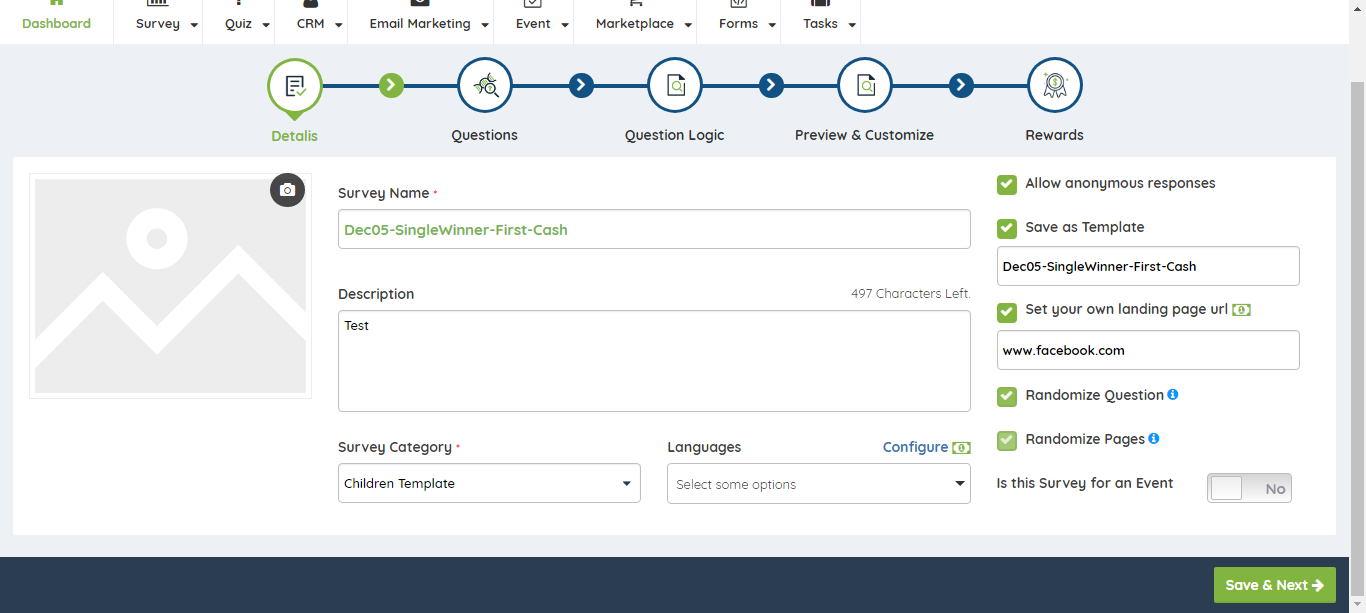 Dashboard Survey Quiz CRM Email Marketing Event Marketplace Forms Tasks
Detalis Questions Question Logic Preview & Customize Rewards
Survey Name *
Dec05-SingleWinner-First-Cash
Description 497 Characters Left.
Test
Survey Category *
Children Template
Languages Configure
Select some options
Allow anonymous responses
Save as Template
Dec05-SingleWinner-First-Cash
Set your own landing page url
www.facebook.com
Randomize Question
Randomize Pages
Is this Survey for an Event No
Save & Next